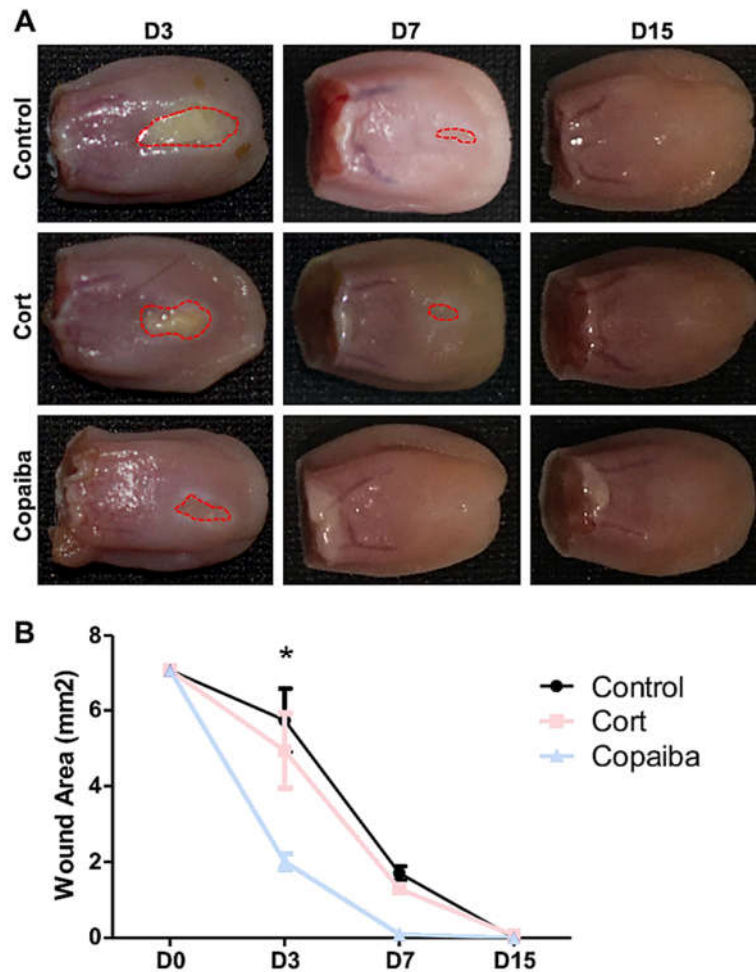 A
D3 D7 D15
Control
Cort
Copaiba
B
8
6
4
2
0
Wound Area (mm2)
*
D0 D3 D7 D15
Control
Cort
Copaiba